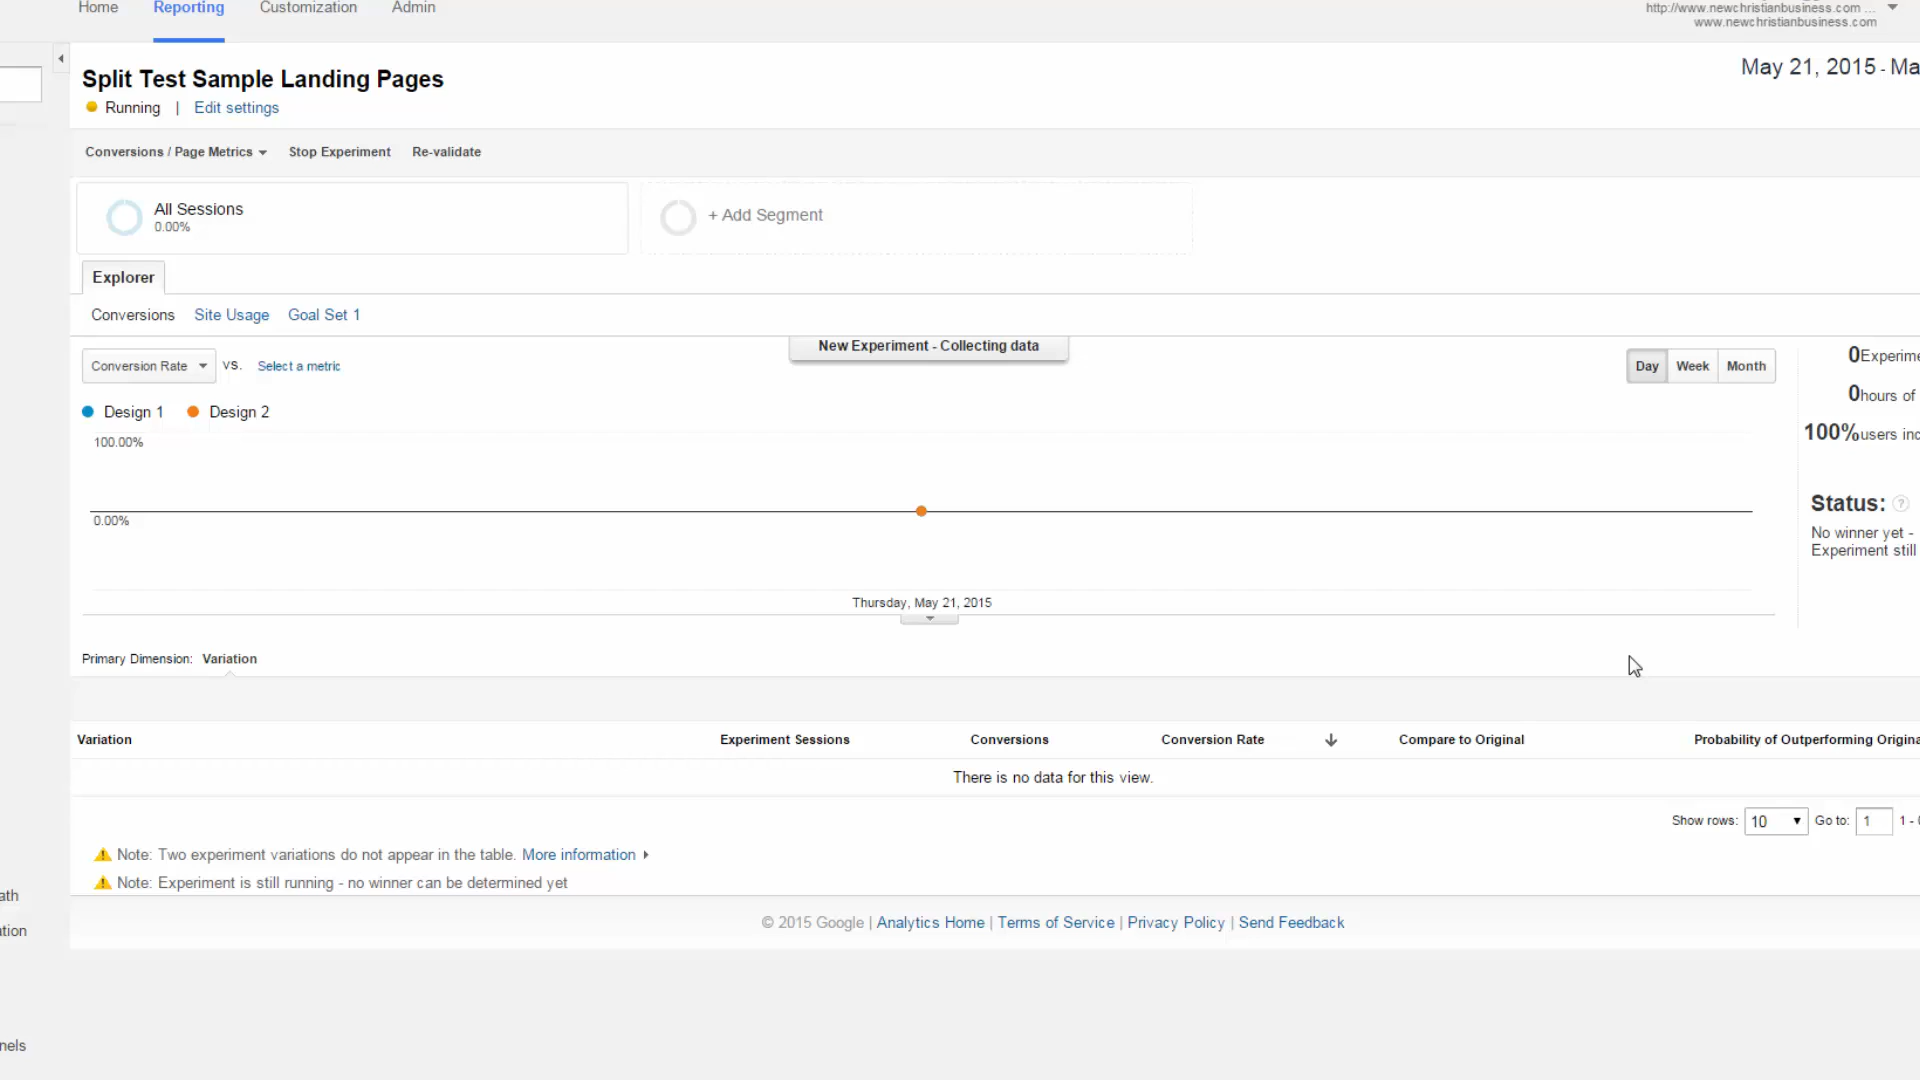 Home Reporting Customization Admin
http://www.newchristianbusiness.com ...
www.newchristianbusiness.com
Split Test Sample Landing Pages
May 21, 2015 - Ma
Running | Edit settings
Conversions / Page Metrics Stop Experiment Re-validate
All Sessions
0.00%
+ Add Segment
Explorer
Conversions Site Usage Goal Set 1
New Experiment - Collecting data
Conversion Rate VS. Select a metric
Day Week Month
0 Experime
0 hours of
100% users inc
Design 1 Design 2
100.00%
0.00%
Thursday, May 21, 2015
Status: ?
No winner yet -
Experiment still
Primary Dimension: Variation
Variation Experiment Sessions Conversions Conversion Rate Compare to Original Probability of Outperforming Origina
There is no data for this view.
Show rows: 10 Go to: 1 1 - 0
Note: Two experiment variations do not appear in the table. More information
Note: Experiment is still running - no winner can be determined yet
ath
© 2015 Google | Analytics Home | Terms of Service | Privacy Policy | Send Feedback
ation
nels